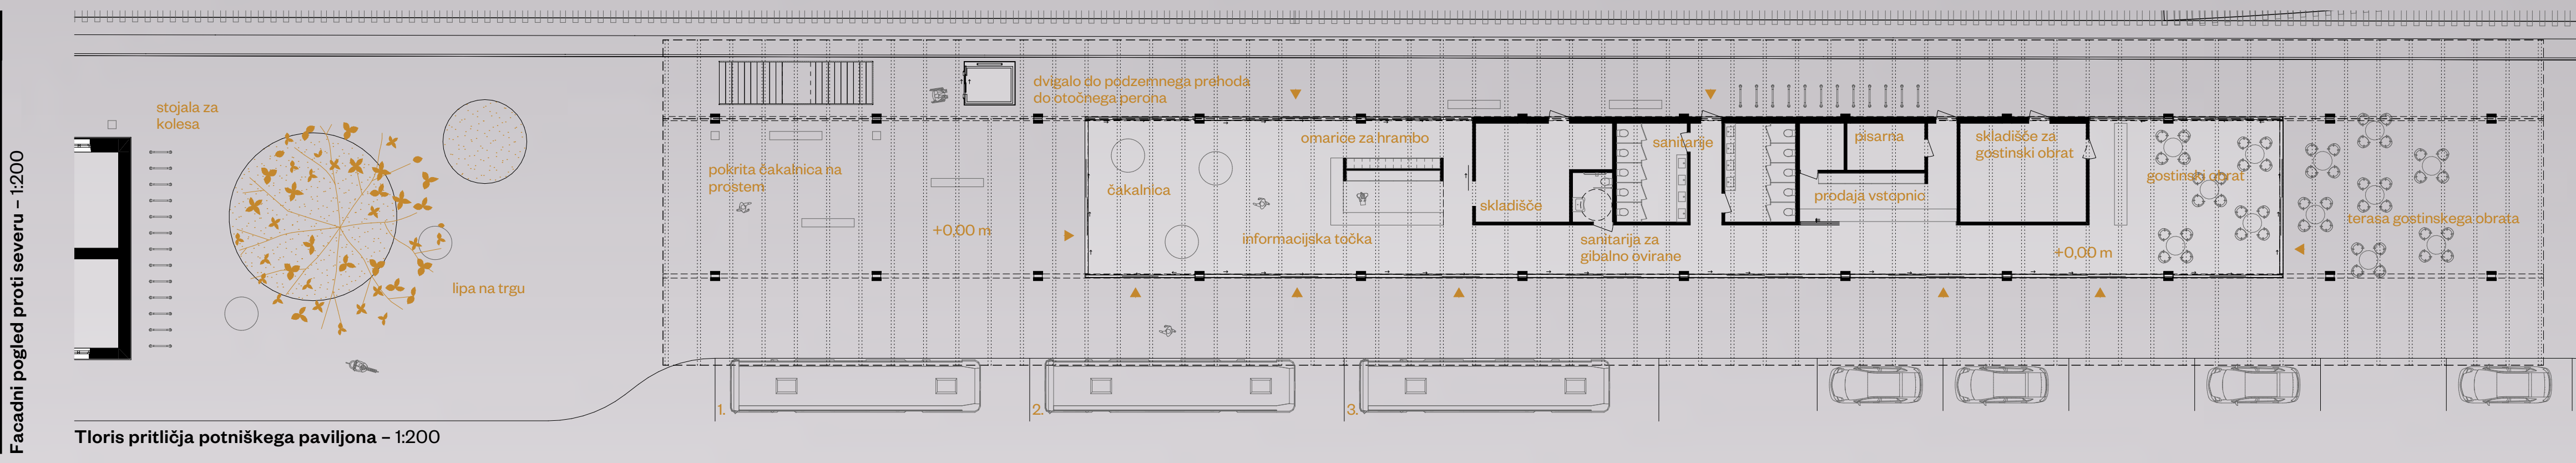 Facadni pogled proti severu – 1:200
stojala za
kolesa
lipa na trgu
pokrita čakalnica na
prostem
+0,00 m
dvigalo do podzemnega prehoda
do otočnega perona
čakalnica
omarice za hrambo
informacijska točka
skladišče
sanitarija za
gibalno ovirane
sanitarije
pisarna
prodaja vstopnic
skladišče za
gostinski obrat
gostinski obrat
+0,00 m
terasa gostinskega obrata
1.
2.
3.
Tloris pritličja potniškega paviljona – 1:200